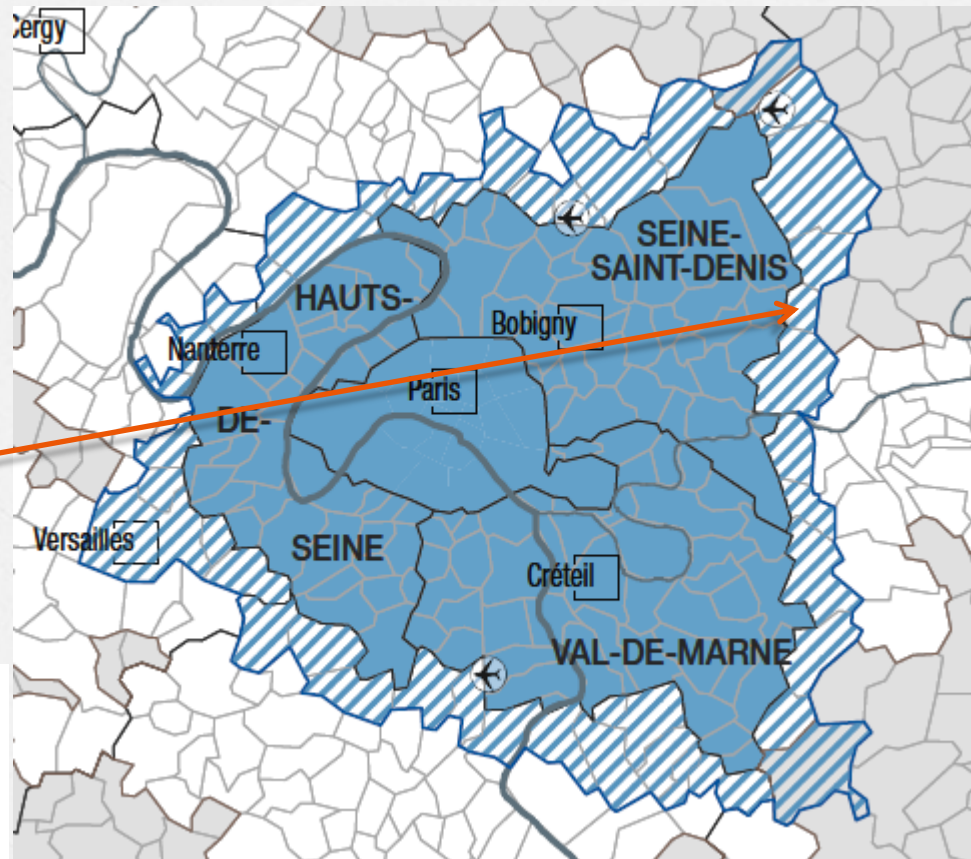 Cergy
SEINE-
SAINT-DENIS
HAUTS-
Bobigny
Nanterre
Paris
DE-
Versailles
SEINE
Créteil
VAL-DE-MARNE